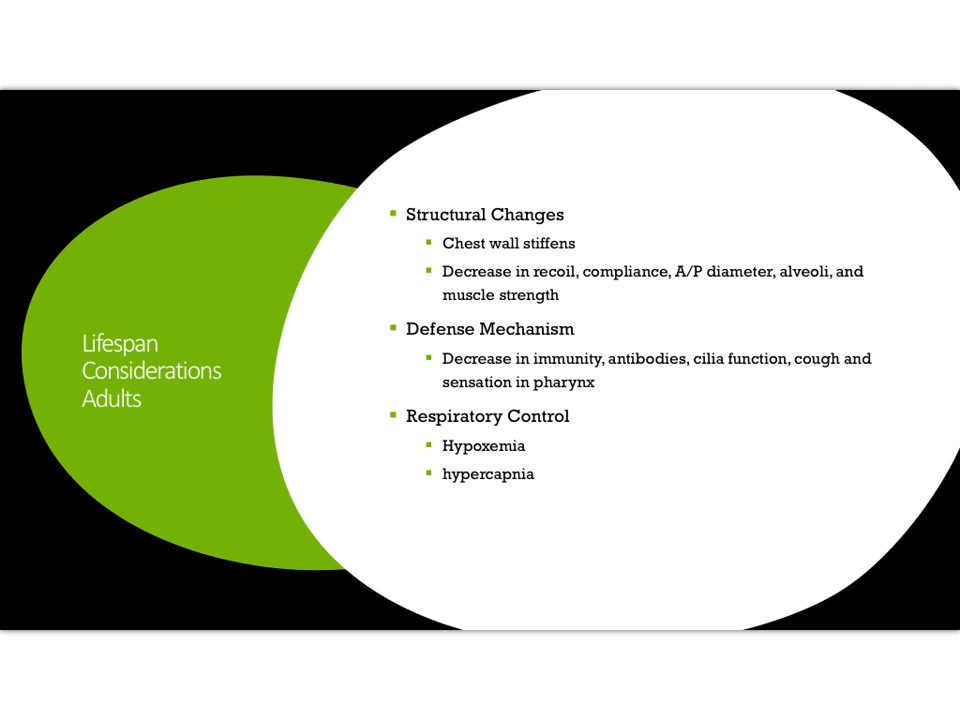 Lifespan
Considerations
Adults
▪ Structural Changes
▪ Chest wall stiffens
▪ Decrease in recoil, compliance, A/P diameter, alveoli, and
muscle strength
▪ Defense Mechanism
▪ Decrease in immunity, antibodies, cilia function, cough and
sensation in pharynx
▪ Respiratory Control
▪ Hypoxemia
▪ hypercapnia